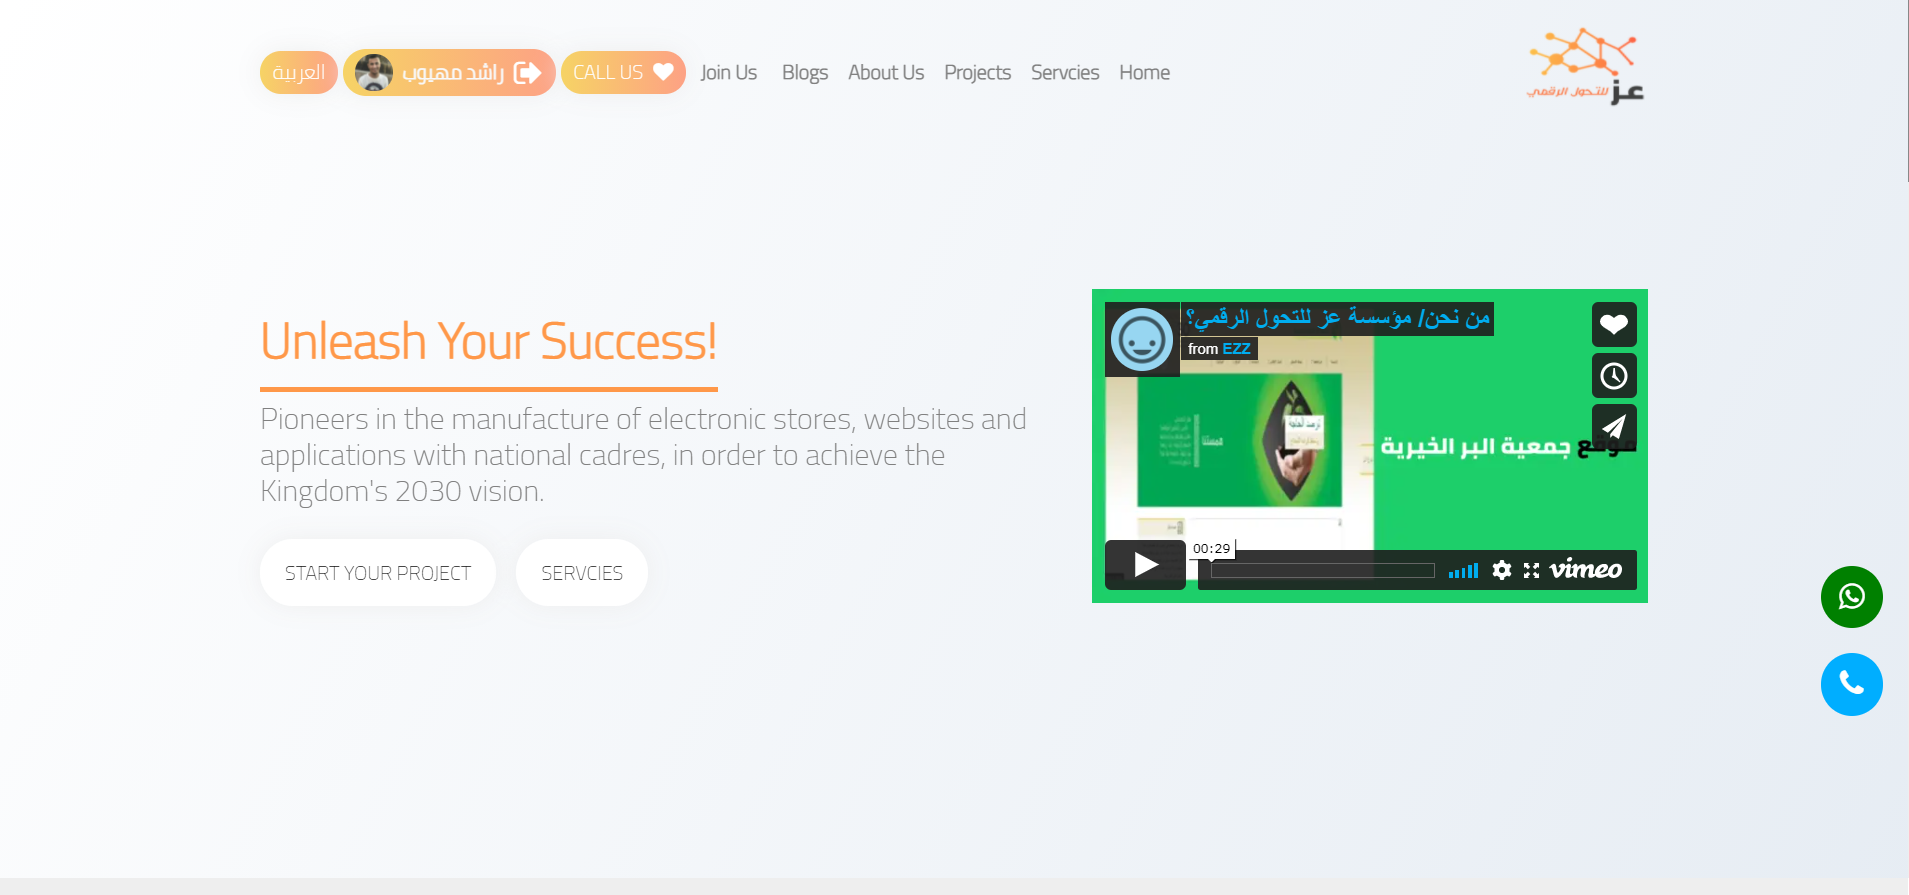 العربية
راشد مهيوب
CALL US
Join Us
Blogs
About Us
Projects
Servcies
Home
عز للتحول الرقمي
Unleash Your Success!
Pioneers in the manufacture of electronic stores, websites and
applications with national cadres, in order to achieve the
Kingdom's 2030 vision.
START YOUR PROJECT
SERVCIES
من نحن/ مؤسسة عز للتحول الرقمي؟
from EZZ
موقع جمعية البر الخيرية
00:29
vimeo